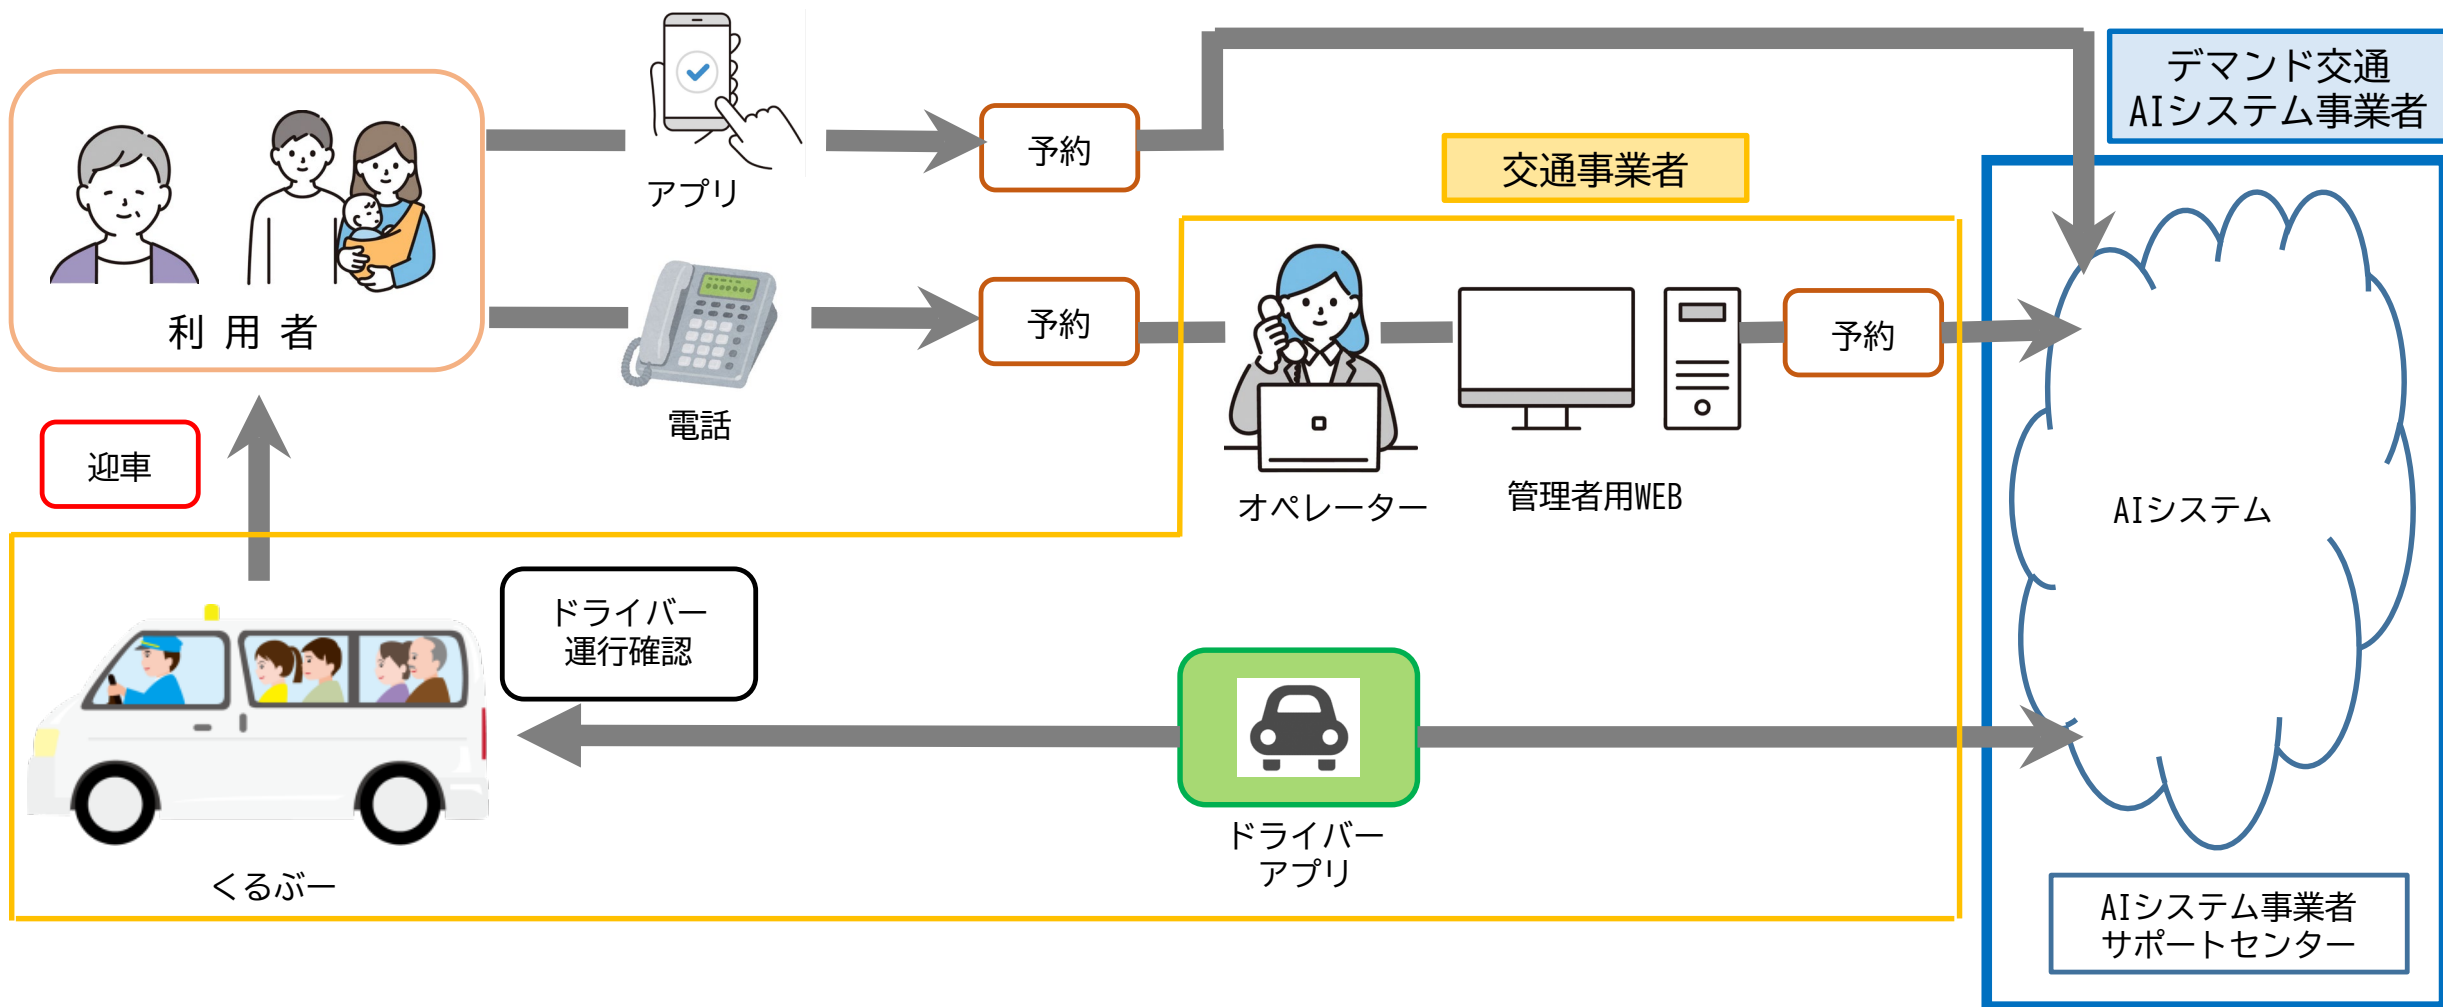 デマンド交通
AIシステム事業者
予約
交通事業者
アプリ
利用者
予約
予約
電話
迎車
オペレーター
管理者用WEB
AIシステム
ドライバー
運行確認
ドライバー
アプリ
くるぶー
AIシステム事業者
サポートセンター